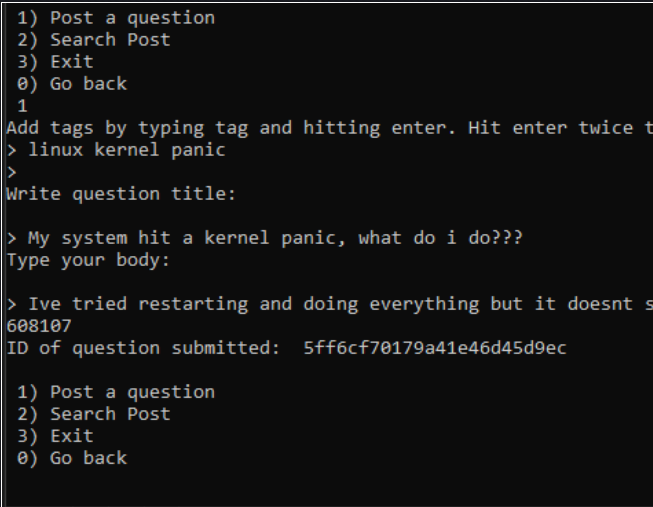 1) Post a question
2) Search Post
3) Exit
0) Go back
1
Add tags by typing tag and hitting enter. Hit enter twice t
> linux kernel panic
>
Write question title:
> My system hit a kernel panic, what do i do???
Type your body:
> Ive tried restarting and doing everything but it doesnt s
608107
ID of question submitted:  5ff6cf70179a41e46d45d9ec
1) Post a question
2) Search Post
3) Exit
0) Go back